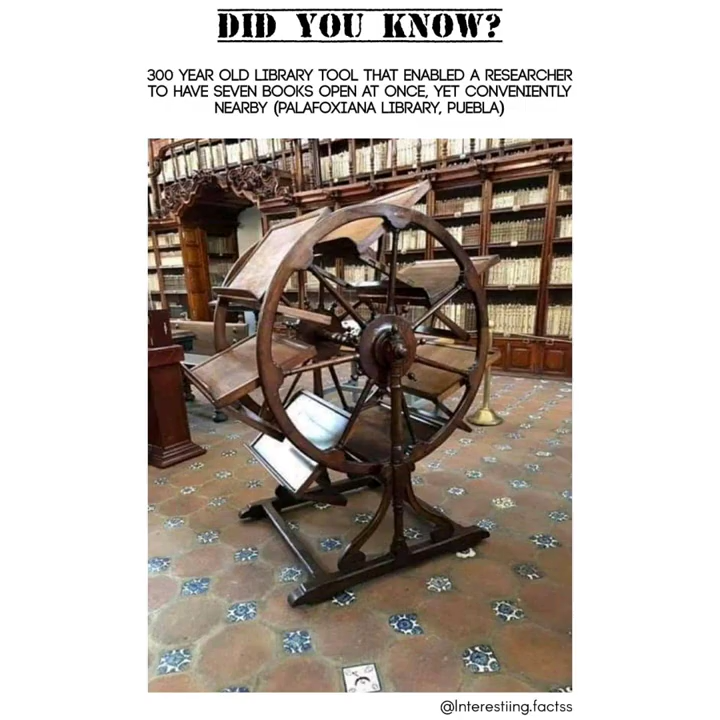 DID YOU KNOW?
300 YEAR OLD LIBRARY TOOL THAT ENABLED A RESEARCHER
TO HAVE SEVEN BOOKS OPEN AT ONCE, YET CONVENIENTLY
NEARBY (PALAFOXIANA LIBRARY, PUEBLA)
@Interestiing.factss